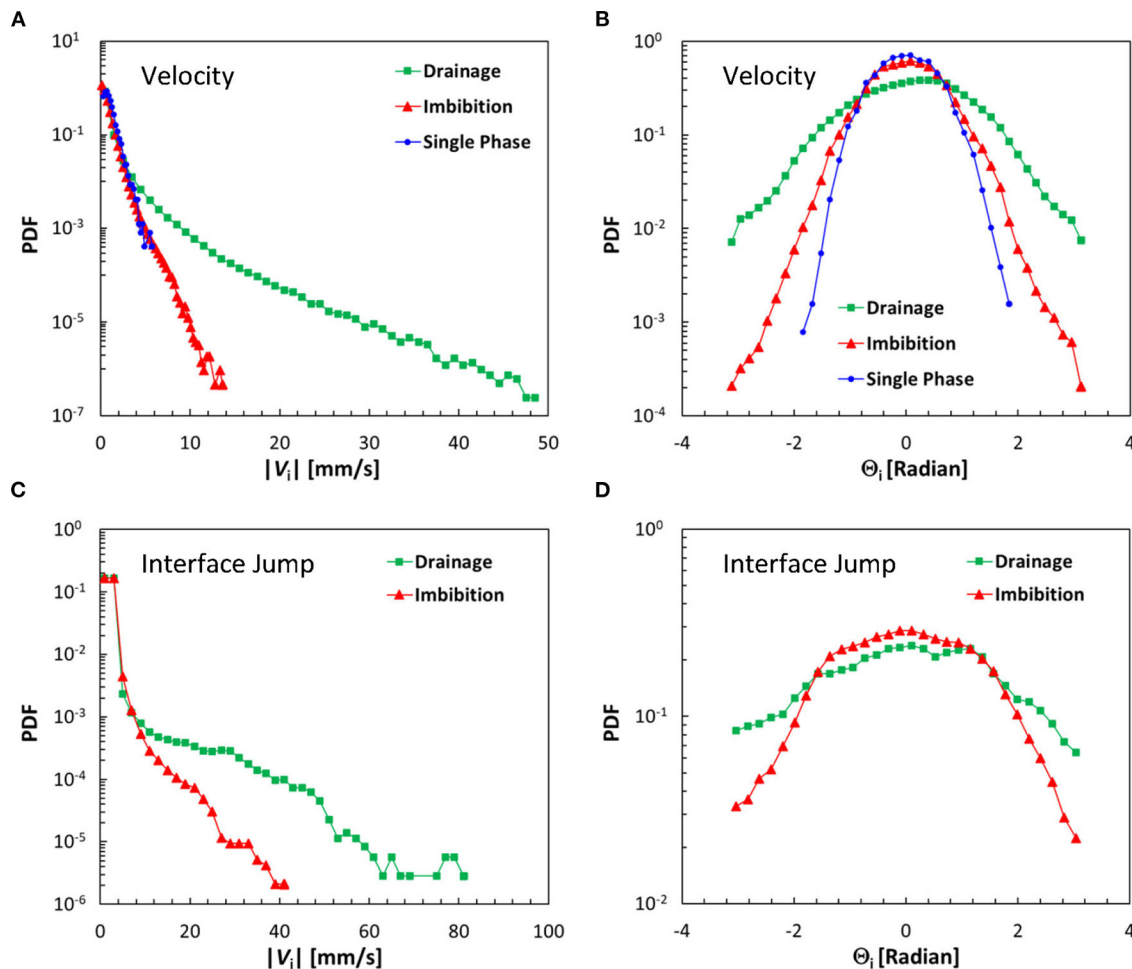 A
Velocity
Drainage
Imbibition
Single Phase
PDF
10^1
10^-1
10^-3
10^-5
10^-7
0 10 20 30 40 50
|V_i| [mm/s]
B
Velocity
Drainage
Imbibition
Single Phase
PDF
10^0
10^-1
10^-2
10^-3
10^-4
-4 -2 0 2 4
Θ_i [Radian]
C
Interface Jump
Drainage
Imbibition
PDF
10^0
10^-1
10^-2
10^-3
10^-4
10^-5
10^-6
0 20 40 60 80 100
|V_i| [mm/s]
D
Interface Jump
Drainage
Imbibition
PDF
10^0
10^-1
10^-2
-4 -2 0 2 4
Θ_i [Radian]